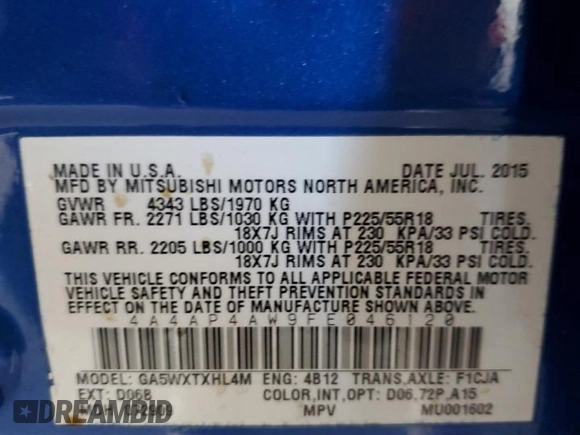 MADE IN U.S.A. DATE JUL. 2015
MFD BY MITSUBISHI MOTORS NORTH AMERICA, INC.
GVWR 4343 LBS/1970 KG
GAWR FR. 2271 LBS/1030 KG WITH P225/55R18 TIRES.
18X7J RIMS AT 230 KPA/33 PSI COLD.
GAWR RR. 2205 LBS/1000 KG WITH P225/55R18 TIRES.
18X7J RIMS AT 230 KPA/33 PSI COLD.
THIS VEHICLE CONFORMS TO ALL APPLICABLE FEDERAL MOTOR
VEHICLE SAFETY AND THEFT PREVENTION STANDARDS IN
EFFECT ON THE DATE OF MANUFACTURE SHOWN ABOVE.
4A4AP4AW9FE046120
MODEL: GA5WXTXHL4M ENG: 4B12 TRANS,AXLE: F1CJA
EXT: D06B COLOR,INT,OPT: D06,72P,A15
MPV MU001602
DREAMBID